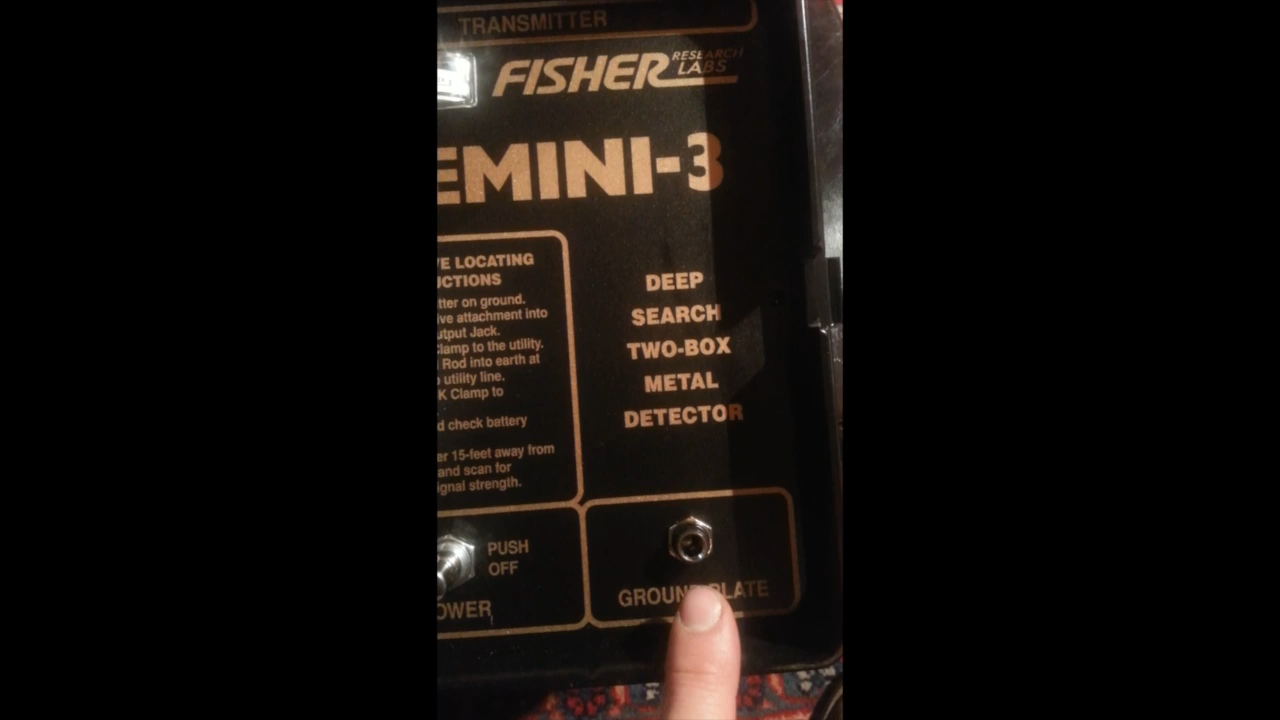 TRANSMITTER
FISHER RESEARCH LABS
EMINI-3
E LOCATING
UCTIONS
tter on ground.
ive attachment into
utput Jack.
Clamp to the utility.
Rod into earth at
utility line.
K Clamp to
d check battery
er 15-feet away from
and scan for
ignal strength.
DEEP
SEARCH
TWO-BOX
METAL
DETECTOR
PUSH
OFF
OWER
GROUND PLATE